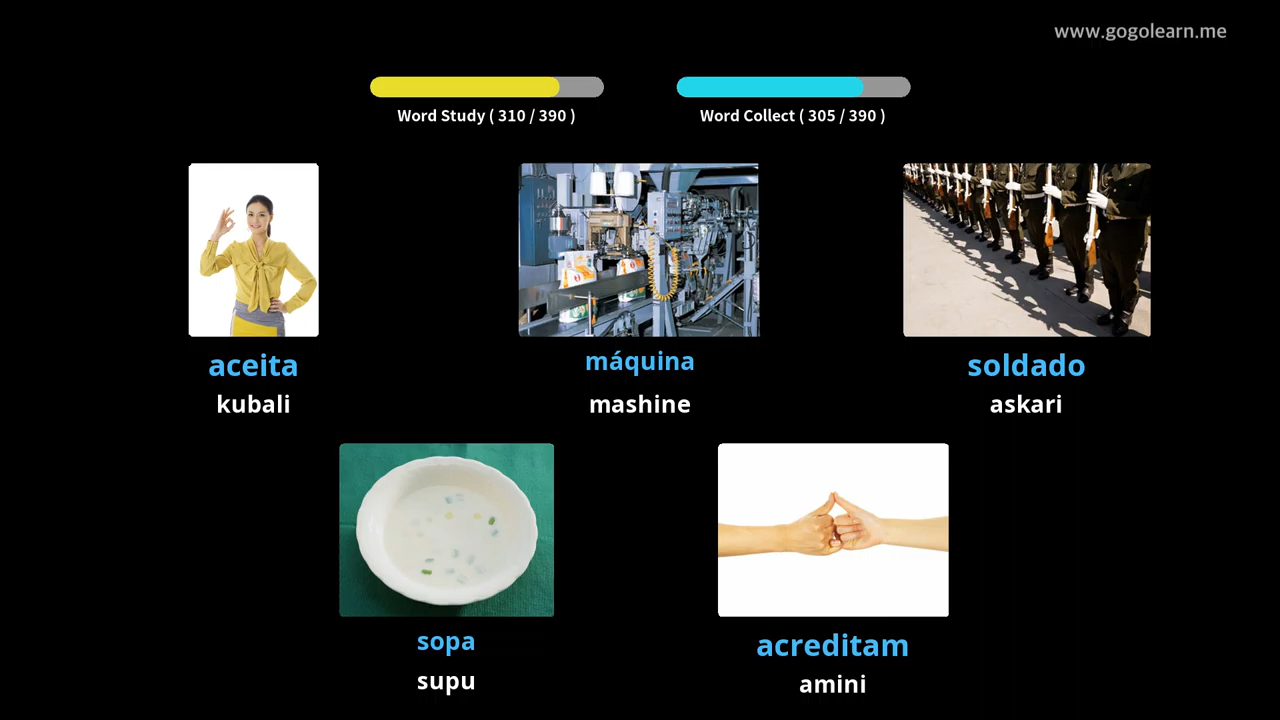 www.gogolearn.me
Word Study ( 310 / 390 )
Word Collect ( 305 / 390 )
aceita
kubali
máquina
mashine
soldado
askari
sopa
supu
acreditam
amini